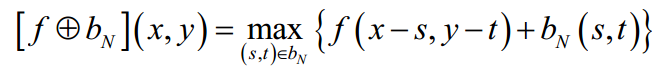 [f ⊕ b_N](x, y) = max_{(s,t)∈b_N} {f(x − s, y − t) + b_N(s, t)}